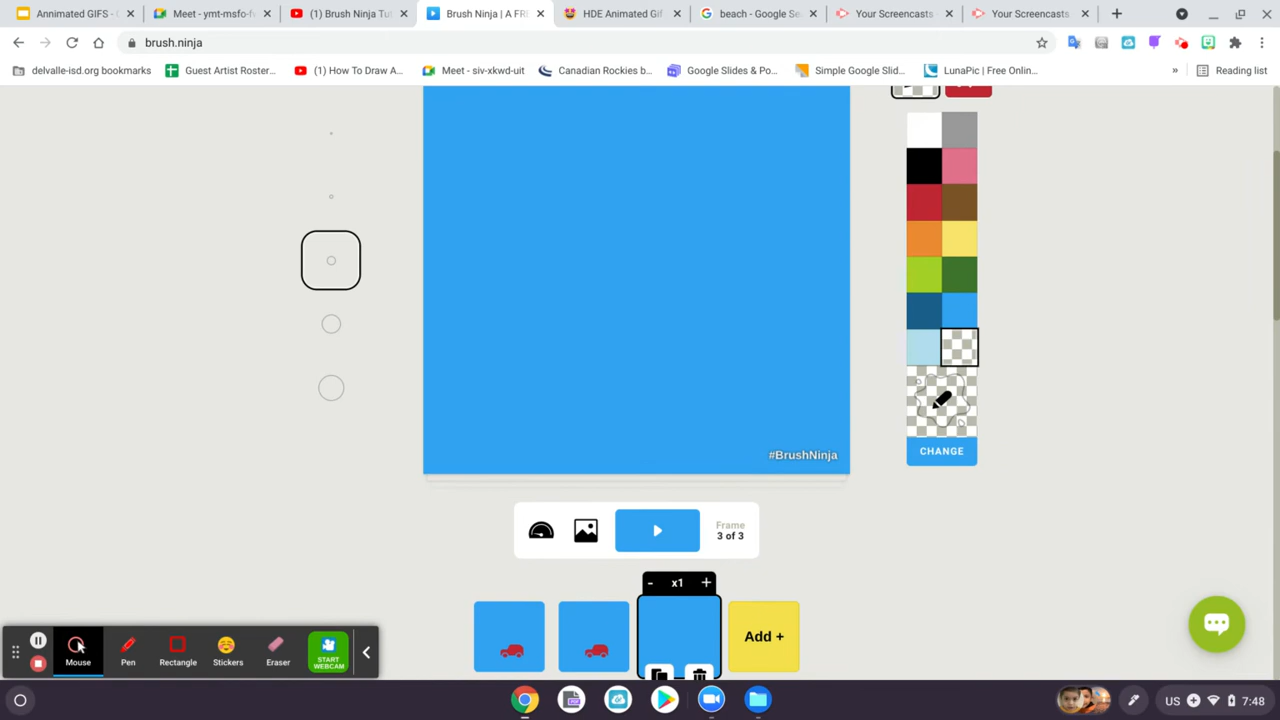 Annimated GIFS - G
Meet - ymt-msfo-f
(1) Brush Ninja Tut
Brush Ninja | A FRE
HDE Animated Gif
beach - Google Se
Your Screencasts
Your Screencasts
brush.ninja
delvalle-isd.org bookmarks
Guest Artist Roster...
(1) How To Draw A...
Meet - siv-xkwd-uit
Canadian Rockies b...
Google Slides & Po...
Simple Google Slid...
LunaPic | Free Onlin...
»
Reading list
#BrushNinja
CHANGE
Frame
3 of 3
- x1 +
Add +
Mouse
Pen
Rectangle
Stickers
Eraser
START
WEBCAM
US
7:48